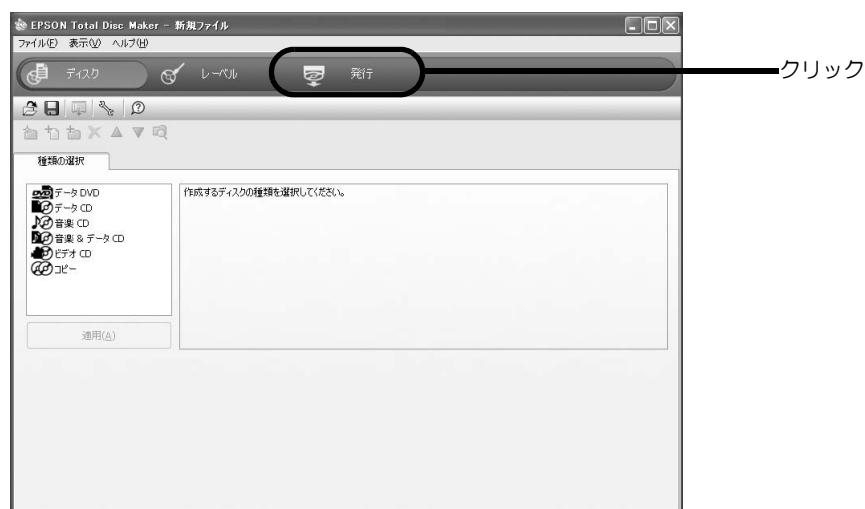 EPSON Total Disc Maker - 新規ファイル
ファイル(F) 表示(V) ヘルプ(H)
ディスク レーベル 発行
クリック
種類の選択
データ DVD
データ CD
音楽 CD
音楽 & データ CD
ビデオ CD
コピー
作成するディスクの種類を選択してください。
適用(A)